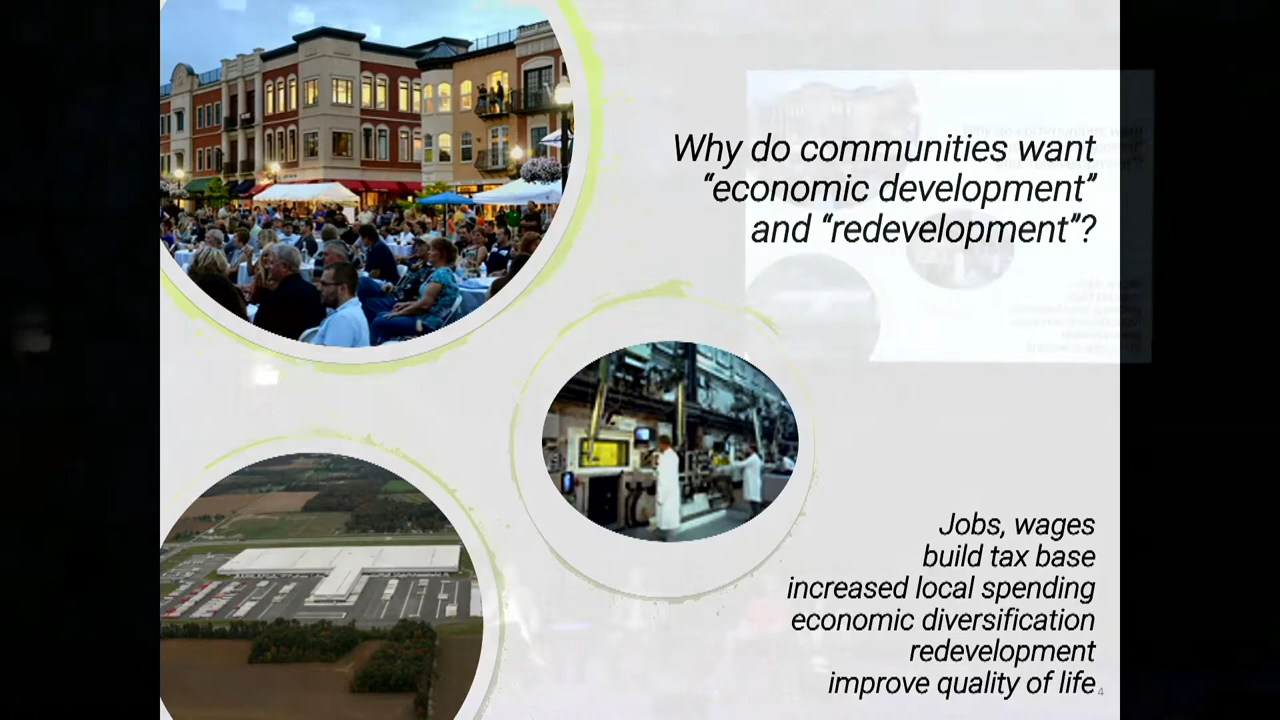 Why do communities want
“economic development”
and “redevelopment”?
Jobs, wages
build tax base
increased local spending
economic diversification
redevelopment
improve quality of life
4